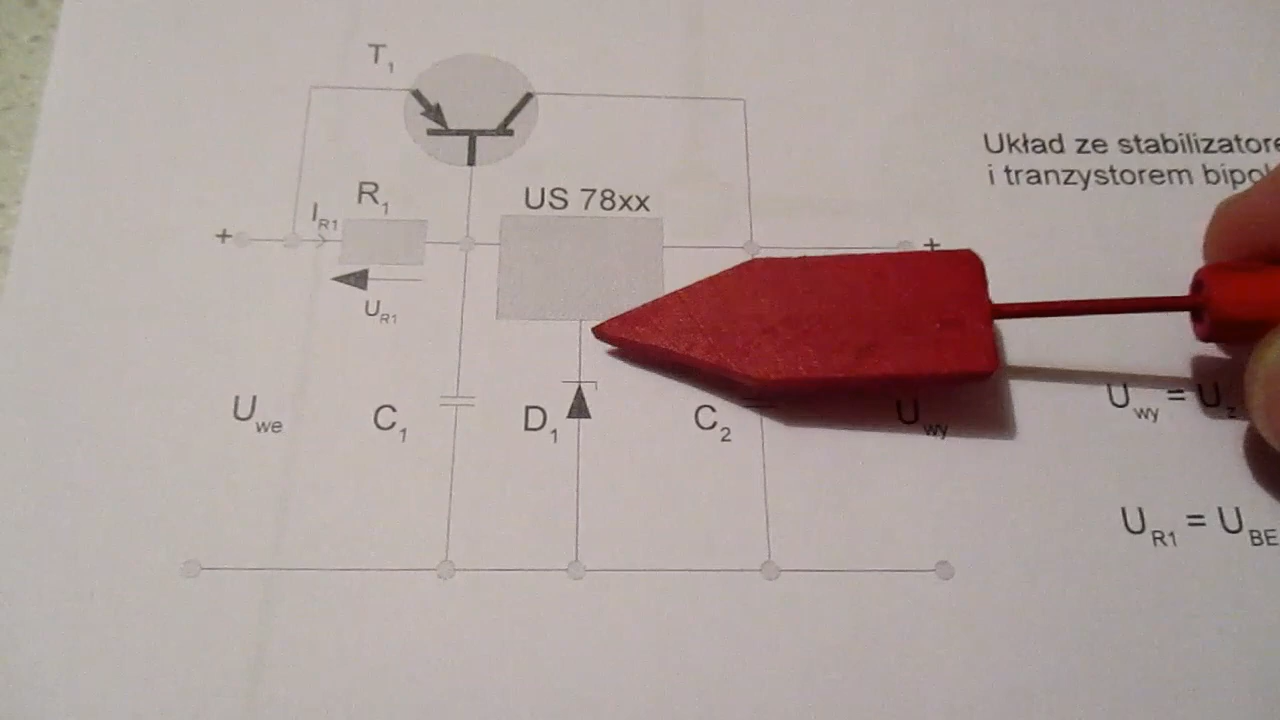 T1
Układ ze stabilizatore
i tranzystorem bipol
R1
US 78xx
IR1
+
+
UR1
Uwe
C1
D1
C2
Uwy
Uwy = Uz
UR1 = UBE